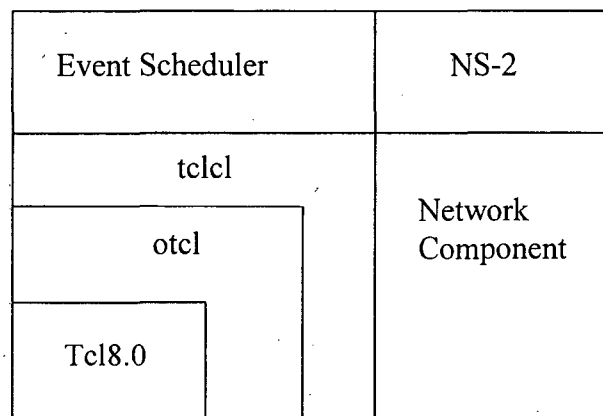 Event Scheduler
NS-2
tclcl
Network
Component
otcl
Tcl8.0